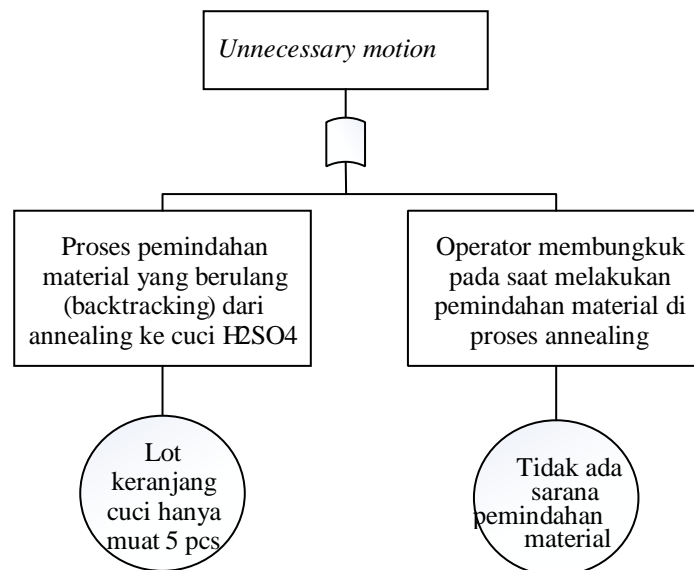 Unnecessary motion
Proses pemindahan
material yang berulang
(backtracking) dari
annealing ke cuci H2SO4
Operator membungkuk
pada saat melakukan
pemindahan material di
proses annealing
Lot
keranjang
cuci hanya
muat 5 pcs
Tidak ada
sarana
pemindahan
material